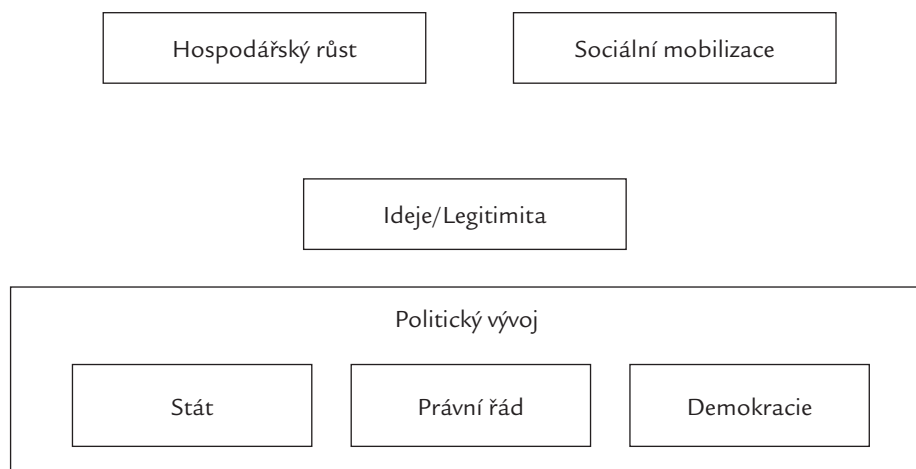 Hospodářský růst
Sociální mobilizace
Ideje/Legitimita
Politický vývoj
Stát
Právní řád
Demokracie